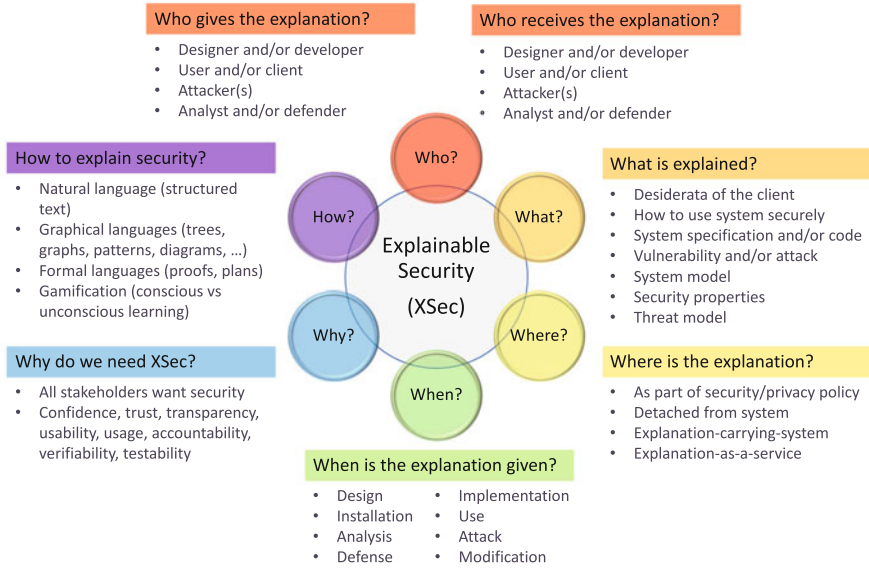 Who gives the explanation?
• Designer and/or developer
• User and/or client
• Attacker(s)
• Analyst and/or defender
Who receives the explanation?
• Designer and/or developer
• User and/or client
• Attacker(s)
• Analyst and/or defender
How to explain security?
• Natural language (structured
text)
• Graphical languages (trees,
graphs, patterns, diagrams, …)
• Formal languages (proofs, plans)
• Gamification (conscious vs
unconscious learning)
Who?
How?
What?
Explainable
Security
(XSec)
Why?
Where?
When?
What is explained?
• Desiderata of the client
• How to use system securely
• System specification and/or code
• Vulnerability and/or attack
• System model
• Security properties
• Threat model
Why do we need XSec?
• All stakeholders want security
• Confidence, trust, transparency,
usability, usage, accountability,
verifiability, testability
Where is the explanation?
• As part of security/privacy policy
• Detached from system
• Explanation-carrying-system
• Explanation-as-a-service
When is the explanation given?
• Design
• Installation
• Analysis
• Defense
• Implementation
• Use
• Attack
• Modification